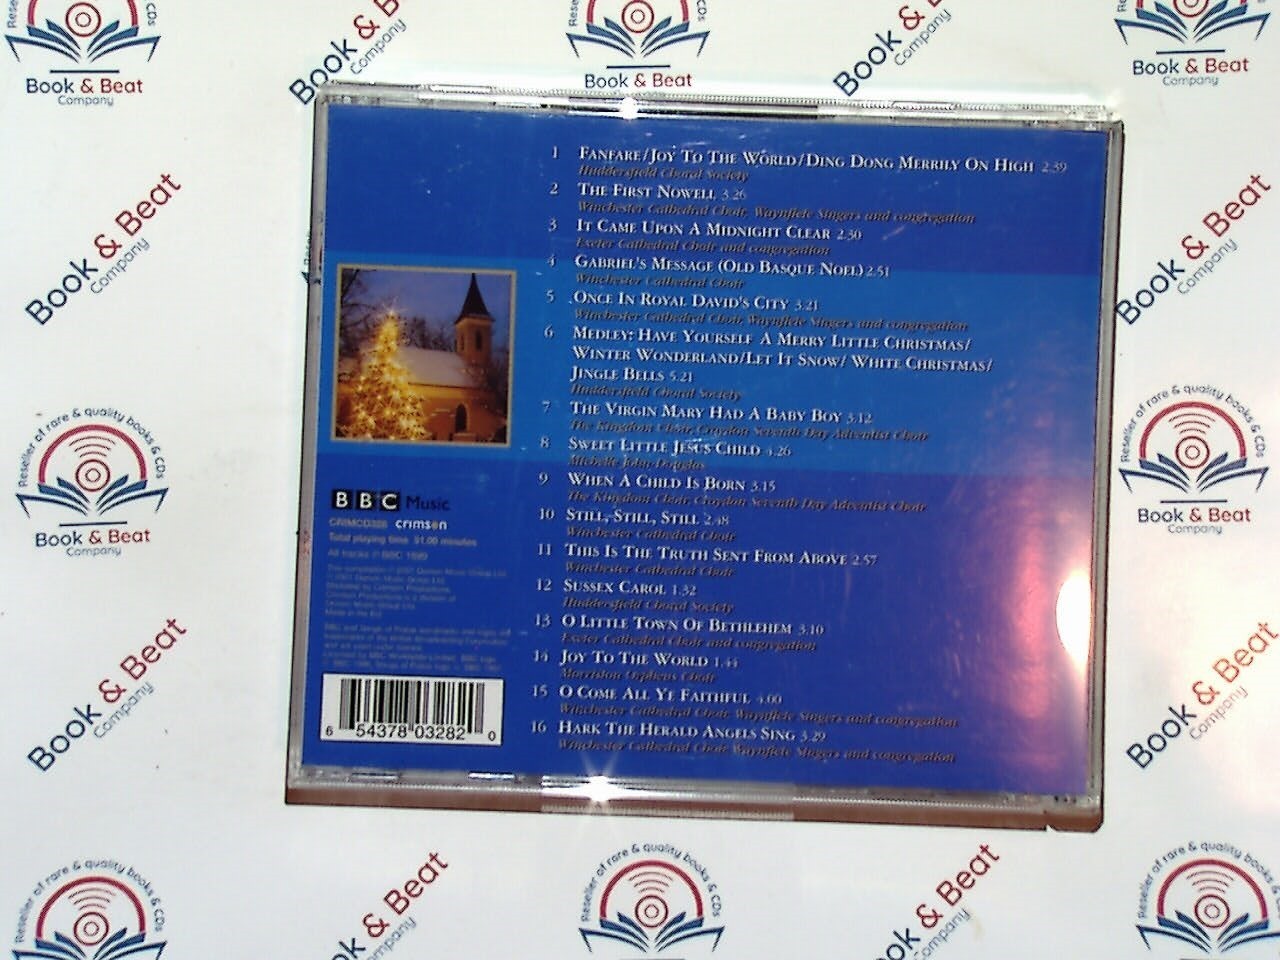 1 FANFARE/JOY TO THE WORLD/DING DONG MERRILY ON HIGH 2.39
Huddersfield Choral Society
2 THE FIRST NOWELL 3.26
Winchester Cathedral Choir, Waynflete Singers and congregation
3 IT CAME UPON A MIDNIGHT CLEAR 2.30
Exeter Cathedral Choir and congregation
4 GABRIEL'S MESSAGE (OLD BASQUE NOEL) 2.51
Winchester Cathedral Choir
5 ONCE IN ROYAL DAVID'S CITY 3.21
Winchester Cathedral Choir, Waynflete Singers and congregation
6 MEDLEY: HAVE YOURSELF A MERRY LITTLE CHRISTMAS/
WINTER WONDERLAND/LET IT SNOW/ WHITE CHRISTMAS/
JINGLE BELLS 5.21
Huddersfield Choral Society
7 THE VIRGIN MARY HAD A BABY BOY 3.12
The Kingdom Choir, Croydon Seventh Day Adventist Choir
8 SWEET LITTLE JESUS CHILD 4.26
Michelle John Douglas
9 WHEN A CHILD IS BORN 3.15
The Kingdom Choir, Croydon Seventh Day Adventist Choir
10 STILL, STILL, STILL 2.48
Winchester Cathedral Choir
11 THIS IS THE TRUTH SENT FROM ABOVE 2.57
Winchester Cathedral Choir
12 SUSSEX CAROL 1.32
Huddersfield Choral Society
13 O LITTLE TOWN OF BETHLEHEM 3.10
Exeter Cathedral Choir and congregation
14 JOY TO THE WORLD 1.44
Morriston Orpheus Choir
15 O COME ALL YE FAITHFUL 4.00
Winchester Cathedral Choir Waynflete Singers and congregation
16 HARK THE HERALD ANGELS SING 3.29
Winchester Cathedral Choir Waynflete Singers and congregation
BBC Music
crimson
Total playing time 51.00 minutes
All tracks ℗ BBC 1999
Made in the EU
6 54378 03282 0
Reseller of rare & quality books & CDs
Book & Beat
Company